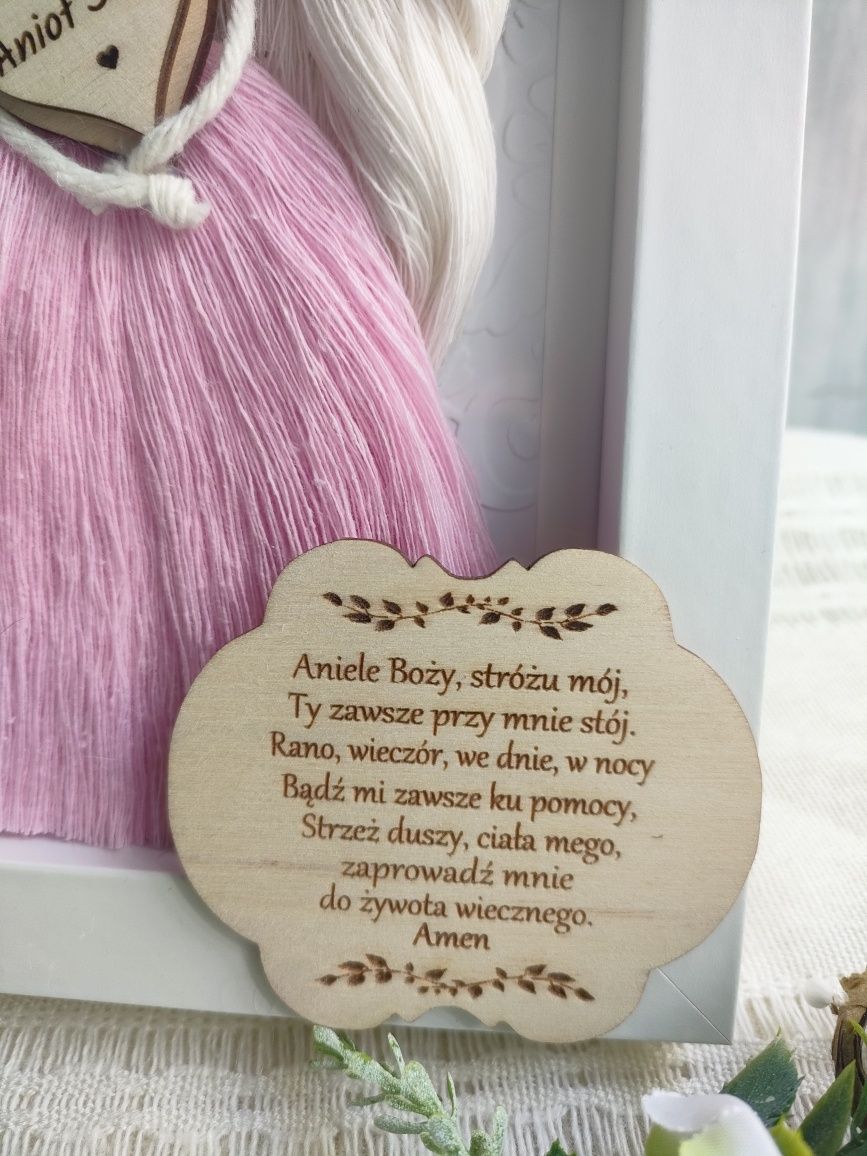 Anioł
Aniele Boży, stróżu mój,
Ty zawsze przy mnie stój.
Rano, wieczór, we dnie, w nocy
Bądź mi zawsze ku pomocy,
Strzeż duszy, ciała mego,
zaprowadź mnie
do żywota wiecznego.
Amen